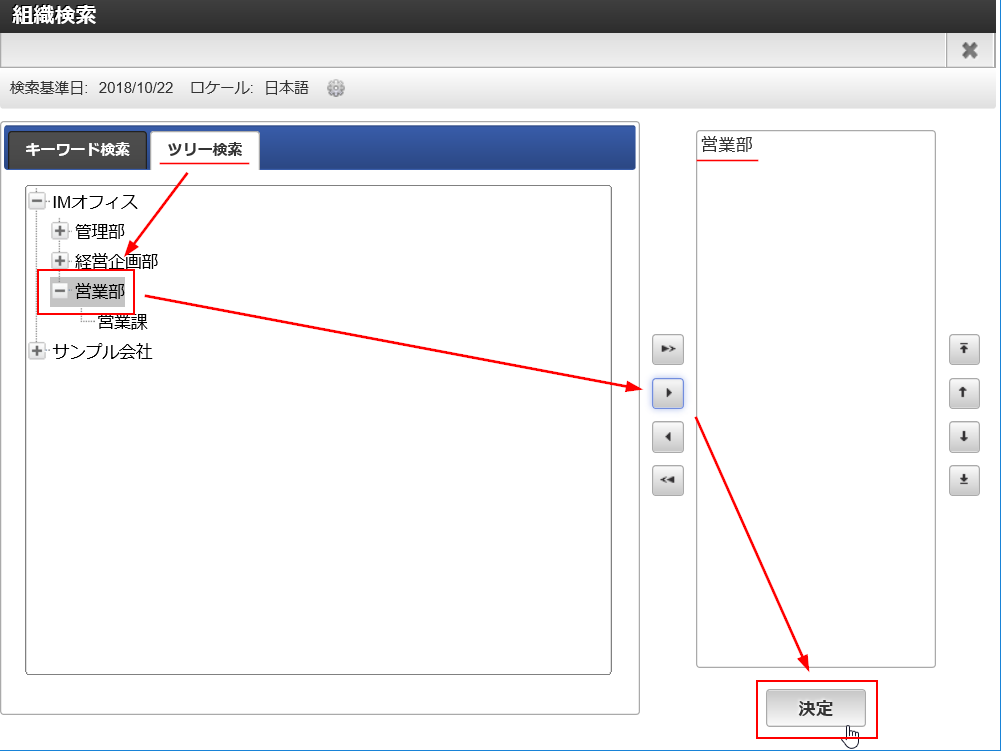 組織検索
検索基準日: 2018/10/22 ロケール: 日本語
キーワード検索 ツリー検索
IMオフィス
管理部
経営企画部
営業部
営業課
サンプル会社
営業部
決定